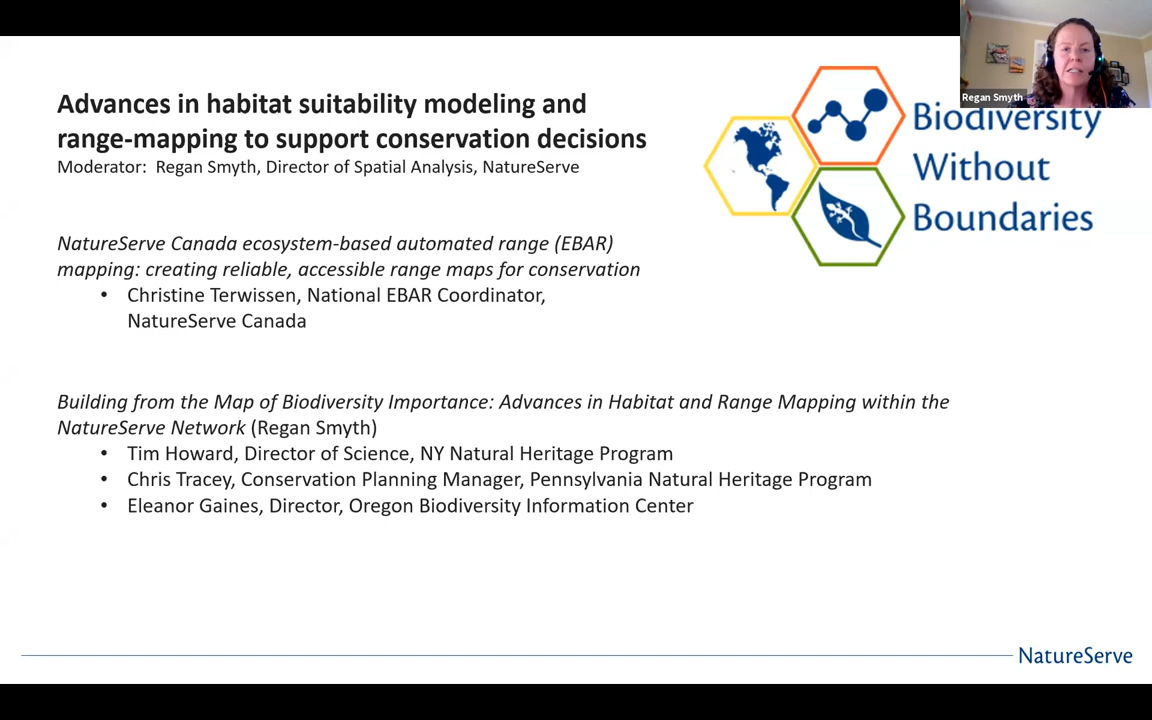 Advances in habitat suitability modeling and
range-mapping to support conservation decisions
Moderator: Regan Smyth, Director of Spatial Analysis, NatureServe
Regan Smyth
Biodiversity
Without
Boundaries
NatureServe Canada ecosystem-based automated range (EBAR)
mapping: creating reliable, accessible range maps for conservation
• Christine Terwissen, National EBAR Coordinator,
NatureServe Canada
Building from the Map of Biodiversity Importance: Advances in Habitat and Range Mapping within the
NatureServe Network (Regan Smyth)
• Tim Howard, Director of Science, NY Natural Heritage Program
• Chris Tracey, Conservation Planning Manager, Pennsylvania Natural Heritage Program
• Eleanor Gaines, Director, Oregon Biodiversity Information Center
NatureServe